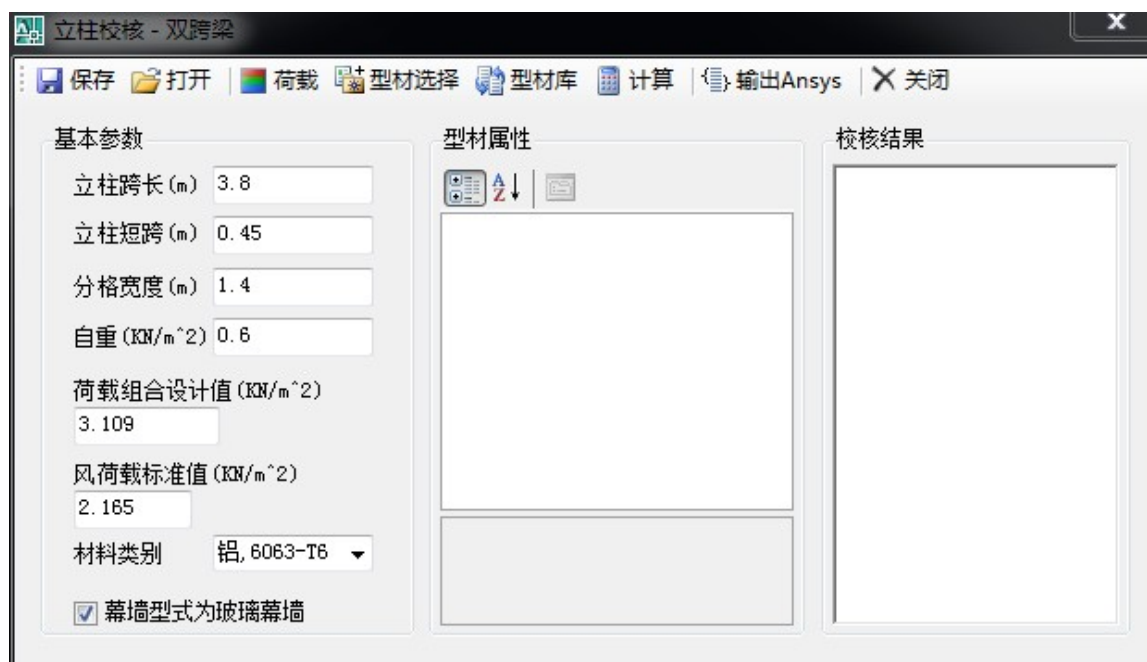 立柱校核 - 双跨梁
保存 打开 荷载 型材选择 型材库 计算 输出Ansys 关闭
基本参数
立柱跨长(m) 3.8
立柱短跨(m) 0.45
分格宽度(m) 1.4
自重(KN/m^2) 0.6
荷载组合设计值(KN/m^2)
3.109
风荷载标准值(KN/m^2)
2.165
材料类别 铝,6063-T6
幕墙型式为玻璃幕墙
型材属性
校核结果